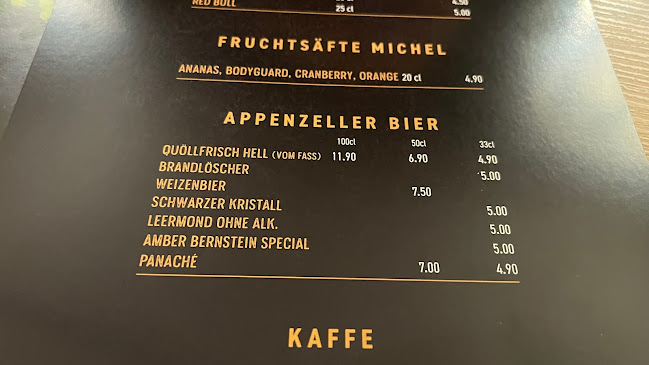 RED BULL 25 cl 5.00
FRUCHTSÄFTE MICHEL
ANANAS, BODYGUARD, CRANBERRY, ORANGE 20 cl 4.90
APPENZELLER BIER
100cl 50cl 33cl
QUÖLLFRISCH HELL (VOM FASS) 11.90 6.90 4.90
BRANDLÖSCHER 5.00
WEIZENBIER 7.50
SCHWARZER KRISTALL 5.00
LEERMOND OHNE ALK. 5.00
AMBER BERNSTEIN SPECIAL 5.00
PANACHÉ 7.00 4.90
KAFFE